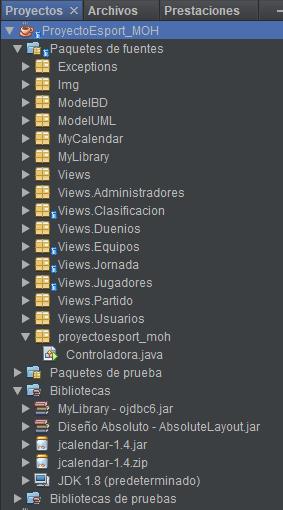 Proyectos Archivos Prestaciones
ProyectoEsport_MOH
Paquetes de fuentes
Exceptions
Img
ModelBD
ModelUML
MyCalendar
MyLibrary
Views
Views.Administradores
Views.Clasificacion
Views.Duenios
Views.Equipos
Views.Jornada
Views.Jugadores
Views.Partido
Views.Usuarios
proyectoesport_moh
Controladora.java
Paquetes de prueba
Bibliotecas
MyLibrary - ojdbc6.jar
Diseño Absoluto - AbsoluteLayout.jar
jcalendar-1.4.jar
jcalendar-1.4.zip
JDK 1.8 (predeterminado)
Bibliotecas de pruebas